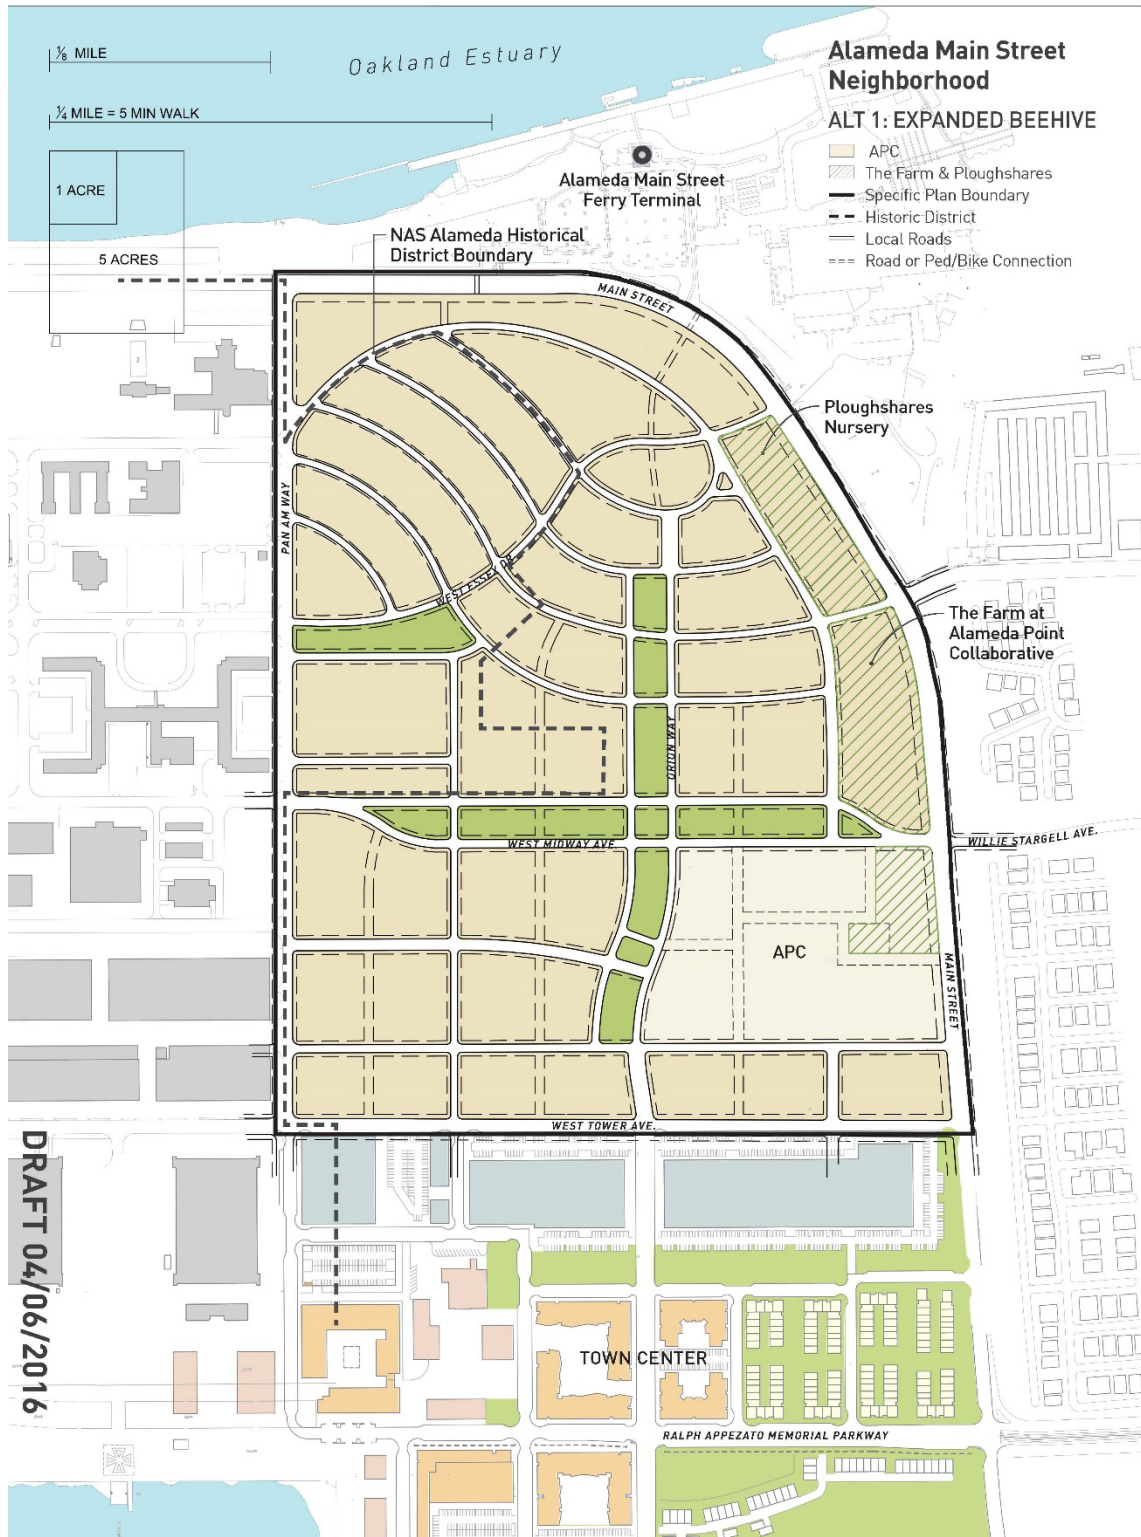 ⅛ MILE
Oakland Estuary
¼ MILE = 5 MIN WALK
1 ACRE
5 ACRES
Alameda Main Street
Neighborhood
ALT 1: EXPANDED BEEHIVE
APC
The Farm & Ploughshares
Specific Plan Boundary
Historic District
Local Roads
Road or Ped/Bike Connection
Alameda Main Street
Ferry Terminal
NAS Alameda Historical
District Boundary
MAIN STREET
Ploughshares
Nursery
PAN AM WAY
WEST ESSEX DR
The Farm at
Alameda Point
Collaborative
ORION WAY
WEST MIDWAY AVE.
WILLIE STARGELL AVE.
APC
MAIN STREET
WEST TOWER AVE.
DRAFT 04/06/2016
TOWN CENTER
RALPH APPEZATO MEMORIAL PARKWAY